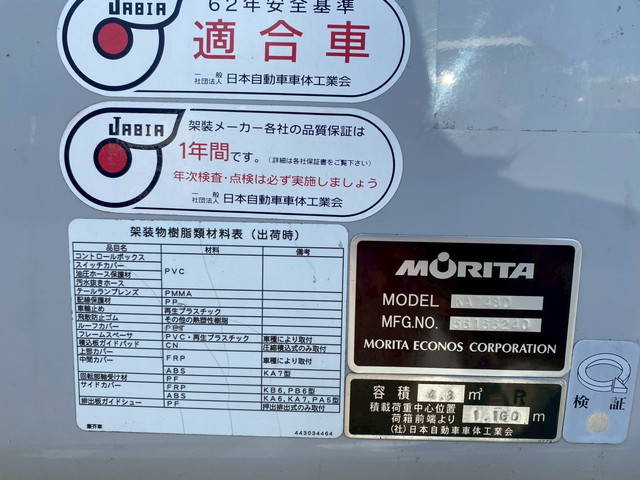 JABIA
62年安全基準
適合車
一般社団法人 日本自動車車体工業会
JABIA
架装メーカー各社の品質保証は
1年間です。(詳細は各社保証書をご覧下さい)
年次検査・点検は必ず実施しましょう
一般社団法人 日本自動車車体工業会
架装物樹脂類材料表(出荷時)
品目名 材料 備考
コントロールボックス
スイッチカバー
油圧ホース保護材 PVC
汚水抜きホース
テールランプレンズ PMMA
配線保護材 PP
車輪止め 再生プラスチック
飛散防止ゴム その他の熱塑性樹脂
ルーフカバー PET
フレームスペーサ PVC・再生プラスチック 車種により取付
積込板ガイドパッド CN 圧縮積込式のみ取付
上部カバー
中間カバー FRP 車種により取付
ABS KA7型
回転部軸受け材 PF
サイドカバー FRP KB6,PB6型
ABS KA6,KA7,PA5型
排出板ガイドシュー PF 押出排出式のみ取付
塵芥車 443034464
MORITA
MODEL
MFG.NO.
MORITA ECONOS CORPORATION
容積 4.3 m³ R
積載荷重中心位置
荷箱前端より 1.160 m
(社)日本自動車車体工業会
検証